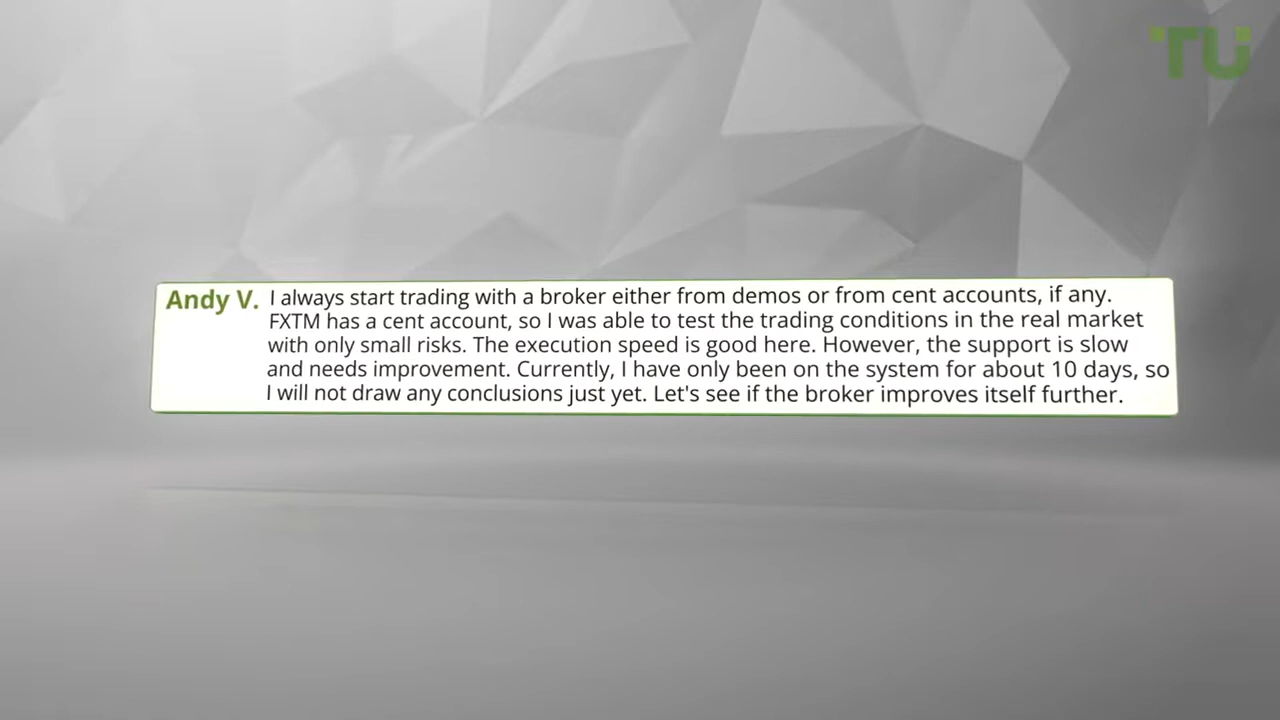 TU
Andy V. I always start trading with a broker either from demos or from cent accounts, if any.
FXTM has a cent account, so I was able to test the trading conditions in the real market
with only small risks. The execution speed is good here. However, the support is slow
and needs improvement. Currently, I have only been on the system for about 10 days, so
I will not draw any conclusions just yet. Let's see if the broker improves itself further.